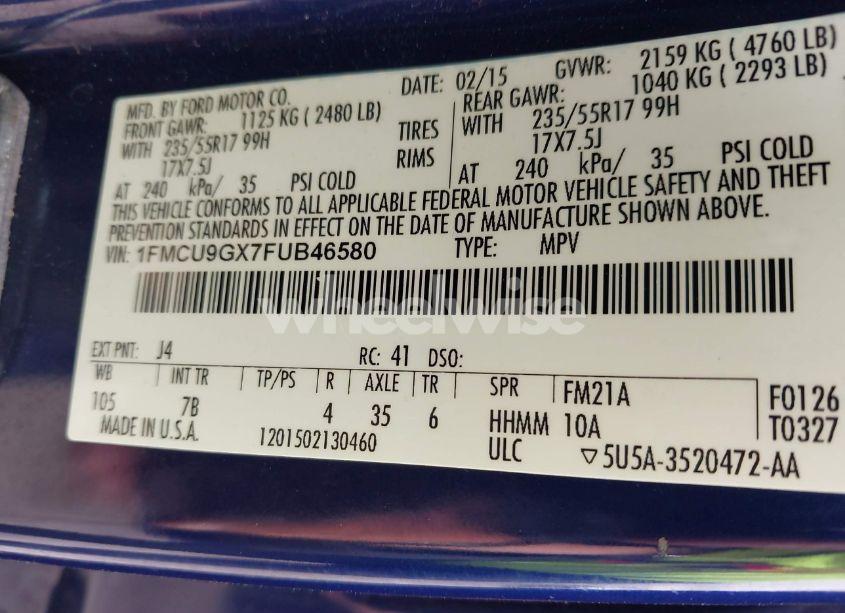 MFD. BY FORD MOTOR CO. DATE: 02/15 GVWR: 2159 KG ( 4760 LB)
FRONT GAWR: 1125 KG ( 2480 LB) REAR GAWR: 1040 KG ( 2293 LB)
WITH 235/55R17 99H TIRES WITH 235/55R17 99H
17X7.5J RIMS 17X7.5J
AT 240 kPa/ 35 PSI COLD AT 240 kPa/ 35 PSI COLD
THIS VEHICLE CONFORMS TO ALL APPLICABLE FEDERAL MOTOR VEHICLE SAFETY AND THEFT
PREVENTION STANDARDS IN EFFECT ON THE DATE OF MANUFACTURE SHOWN ABOVE.
VIN: 1FMCU9GX7FUB46580 TYPE: MPV
wheelwise
EXT PNT: J4 RC: 41 DSO:
WB INT TR TP/PS R AXLE TR SPR FM21A F0126
105 7B 4 35 6 HHMM 10A T0327
MADE IN U.S.A. 1201502130460 ULC ▽5U5A-3520472-AA